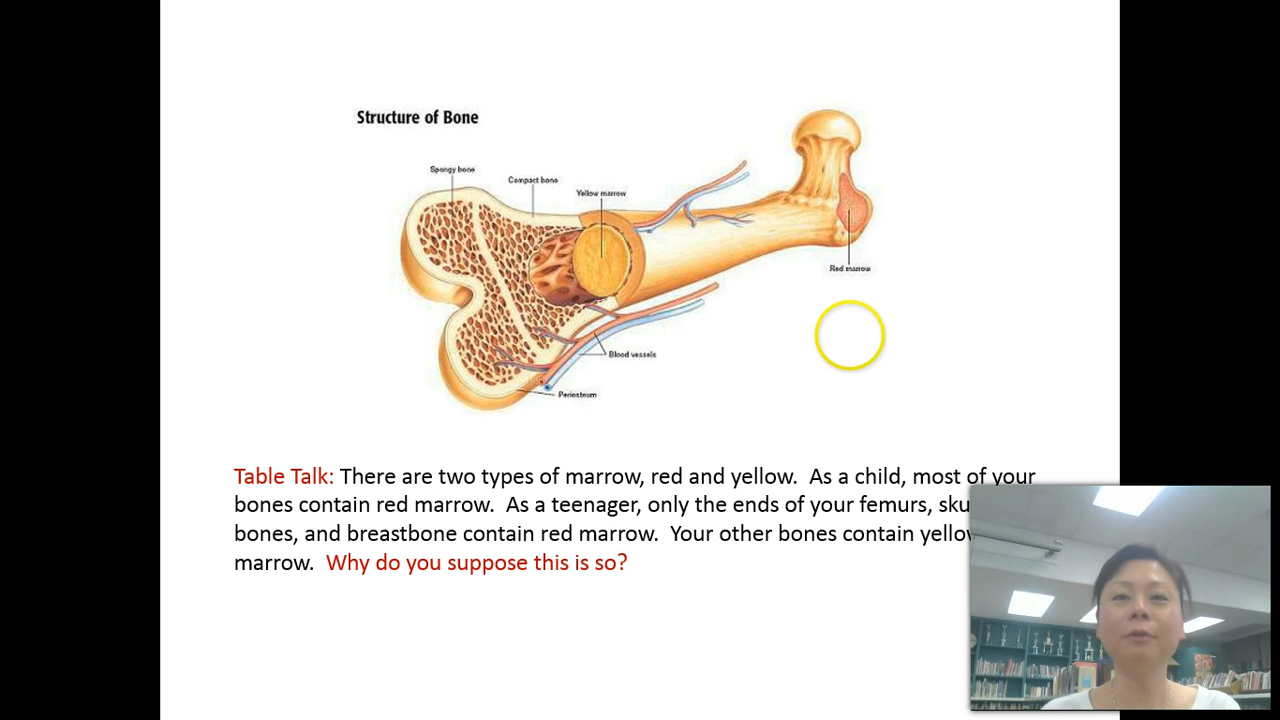 Structure of Bone
Spongy bone
Compact bone
Yellow marrow
Red marrow
Blood vessels
Periosteum
Table Talk: There are two types of marrow, red and yellow. As a child, most of your
bones contain red marrow. As a teenager, only the ends of your femurs,
bones, and breastbone contain red marrow. Your other bones contain
marrow. Why do you suppose this is so?